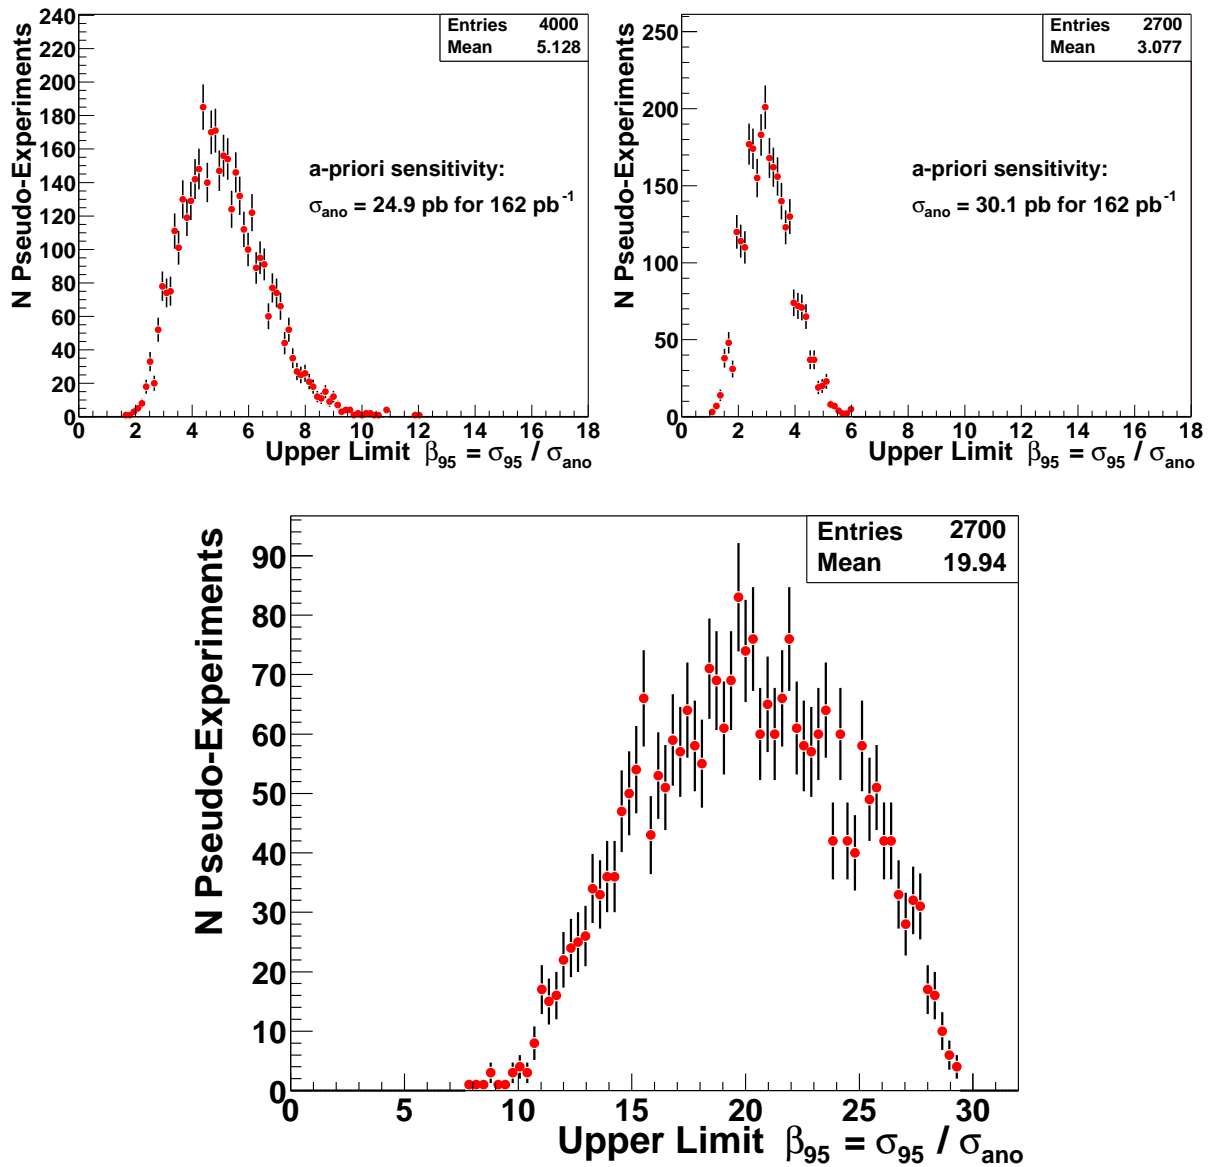 Entries 4000
Mean 5.128
a-priori sensitivity:
σano = 24.9 pb for 162 pb-1
N Pseudo-Experiments
240
220
200
180
160
140
120
100
80
60
40
20
0
0 2 4 6 8 10 12 14 16 18
Upper Limit β95 = σ95 / σano
Entries 2700
Mean 3.077
a-priori sensitivity:
σano = 30.1 pb for 162 pb-1
N Pseudo-Experiments
250
200
150
100
50
0
0 2 4 6 8 10 12 14 16 18
Upper Limit β95 = σ95 / σano
Entries 2700
Mean 19.94
N Pseudo-Experiments
90
80
70
60
50
40
30
20
10
0
0 5 10 15 20 25 30
Upper Limit β95 = σ95 / σano